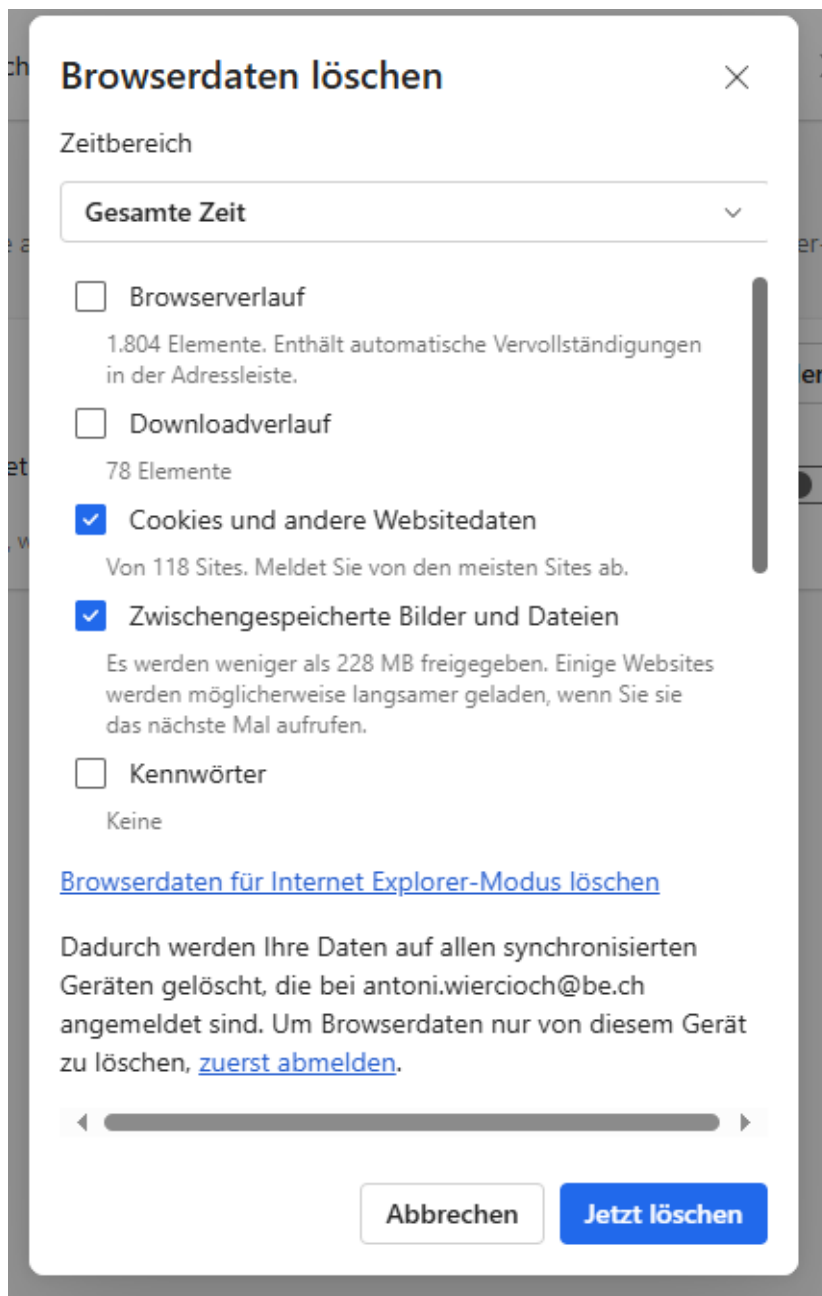 Browserdaten löschen
Zeitbereich
Gesamte Zeit
Browserverlauf
1.804 Elemente. Enthält automatische Vervollständigungen
in der Adressleiste.
Downloadverlauf
78 Elemente
Cookies und andere Websitedaten
Von 118 Sites. Meldet Sie von den meisten Sites ab.
Zwischengespeicherte Bilder und Dateien
Es werden weniger als 228 MB freigegeben. Einige Websites
werden möglicherweise langsamer geladen, wenn Sie sie
das nächste Mal aufrufen.
Kennwörter
Keine
Browserdaten für Internet Explorer-Modus löschen
Dadurch werden Ihre Daten auf allen synchronisierten
Geräten gelöscht, die bei antoni.wiercioch@be.ch
angemeldet sind. Um Browserdaten nur von diesem Gerät
zu löschen, zuerst abmelden.
Abbrechen
Jetzt löschen